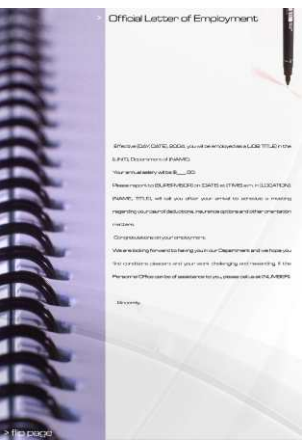 > Official Letter of Employment
Effective (DAY, DATE), 2004, you will be employed as a (JOB TITLE) in the
(UNIT), Department of (NAME).
Your annual salary will be $___.00.
Please report to (SUPERVISOR) on (DATE) at (TIME) a.m. in (LOCATION)
(NAME, TITLE), will call you after your arrival to schedule a meeting
regarding your payroll deductions, insurance options and other orientation
matters.
Congratulations on your employment.
We are looking forward to having you in our Department and we hope you
find conditions pleasant and your work challenging and rewarding. If the
Personnel Office can be of assistance to you, please call us at (NUMBER).
Sincerely,
> flip page